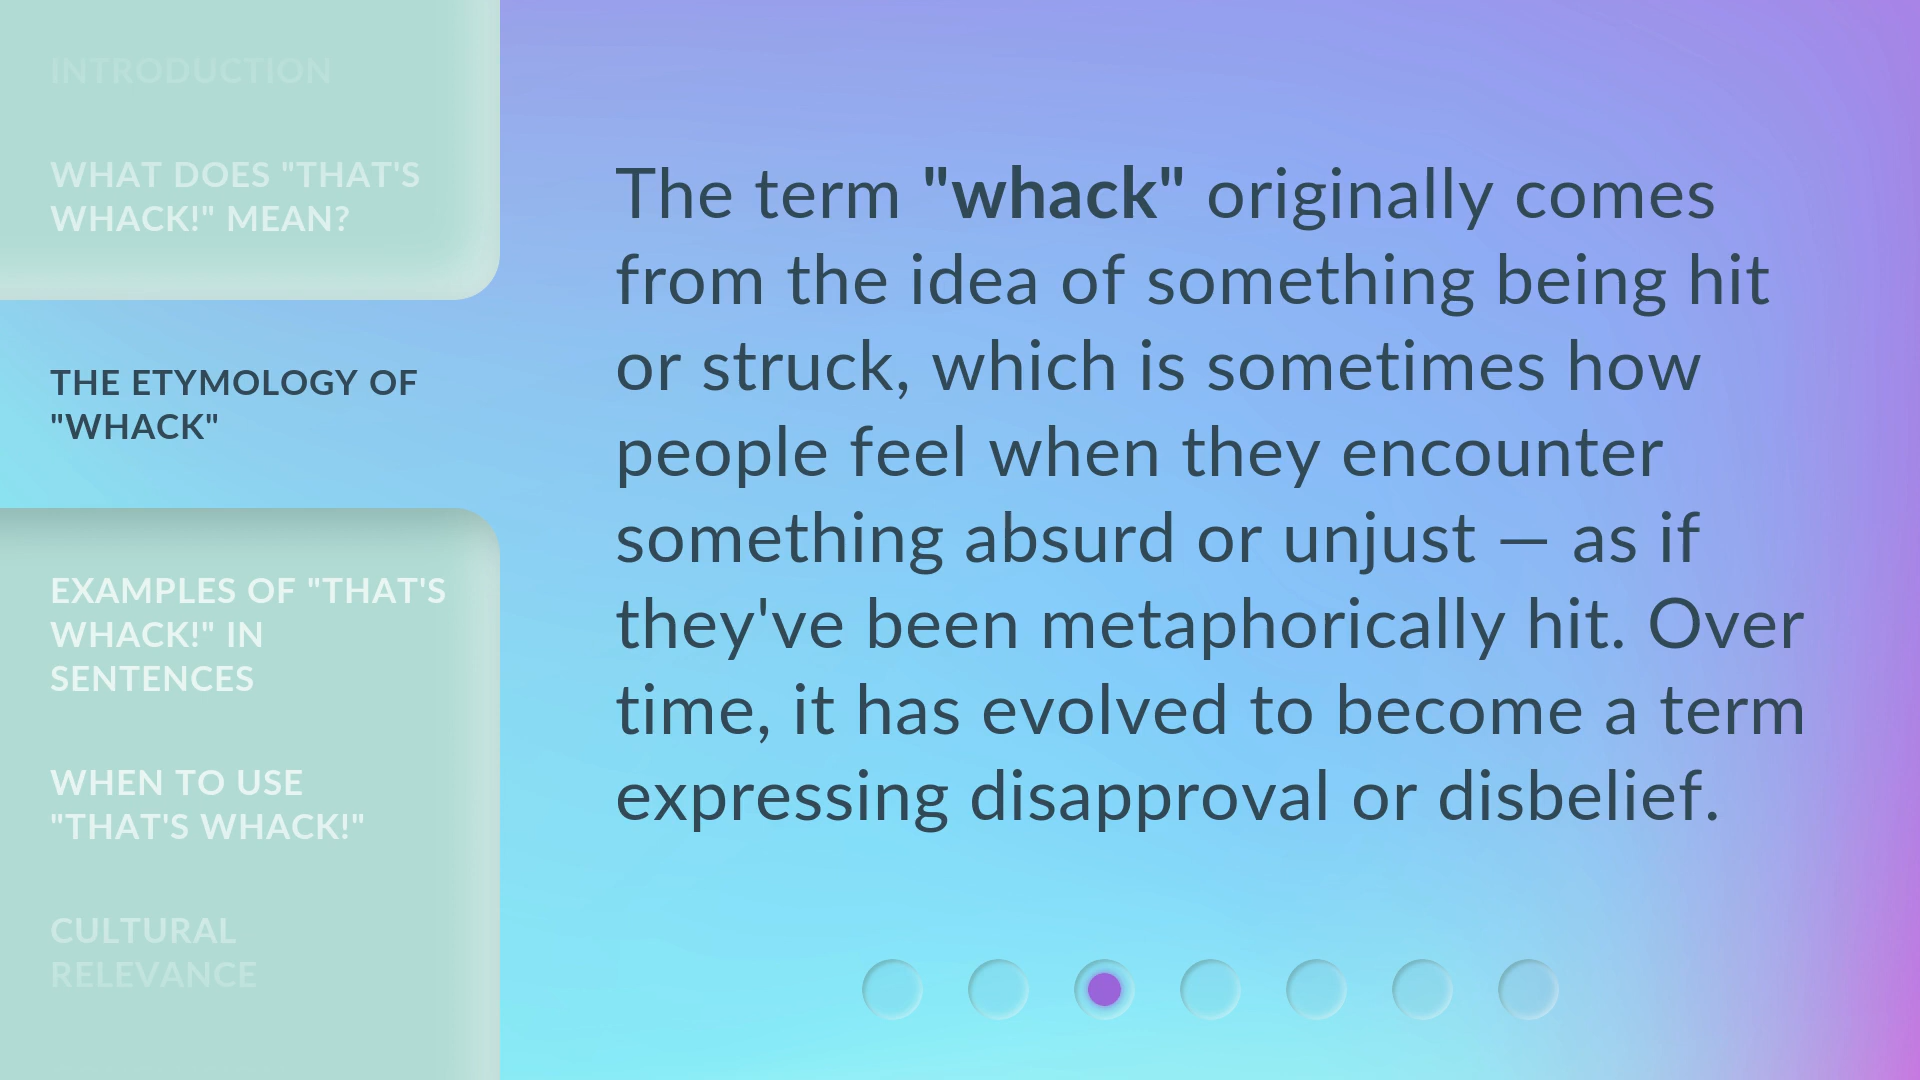 INTRODUCTION
WHAT DOES "THAT'S
WHACK!" MEAN?
THE ETYMOLOGY OF
"WHACK"
EXAMPLES OF "THAT'S
WHACK!" IN
SENTENCES
WHEN TO USE
"THAT'S WHACK!"
CULTURAL
RELEVANCE
The term "whack" originally comes
from the idea of something being hit
or struck, which is sometimes how
people feel when they encounter
something absurd or unjust — as if
they've been metaphorically hit. Over
time, it has evolved to become a term
expressing disapproval or disbelief.